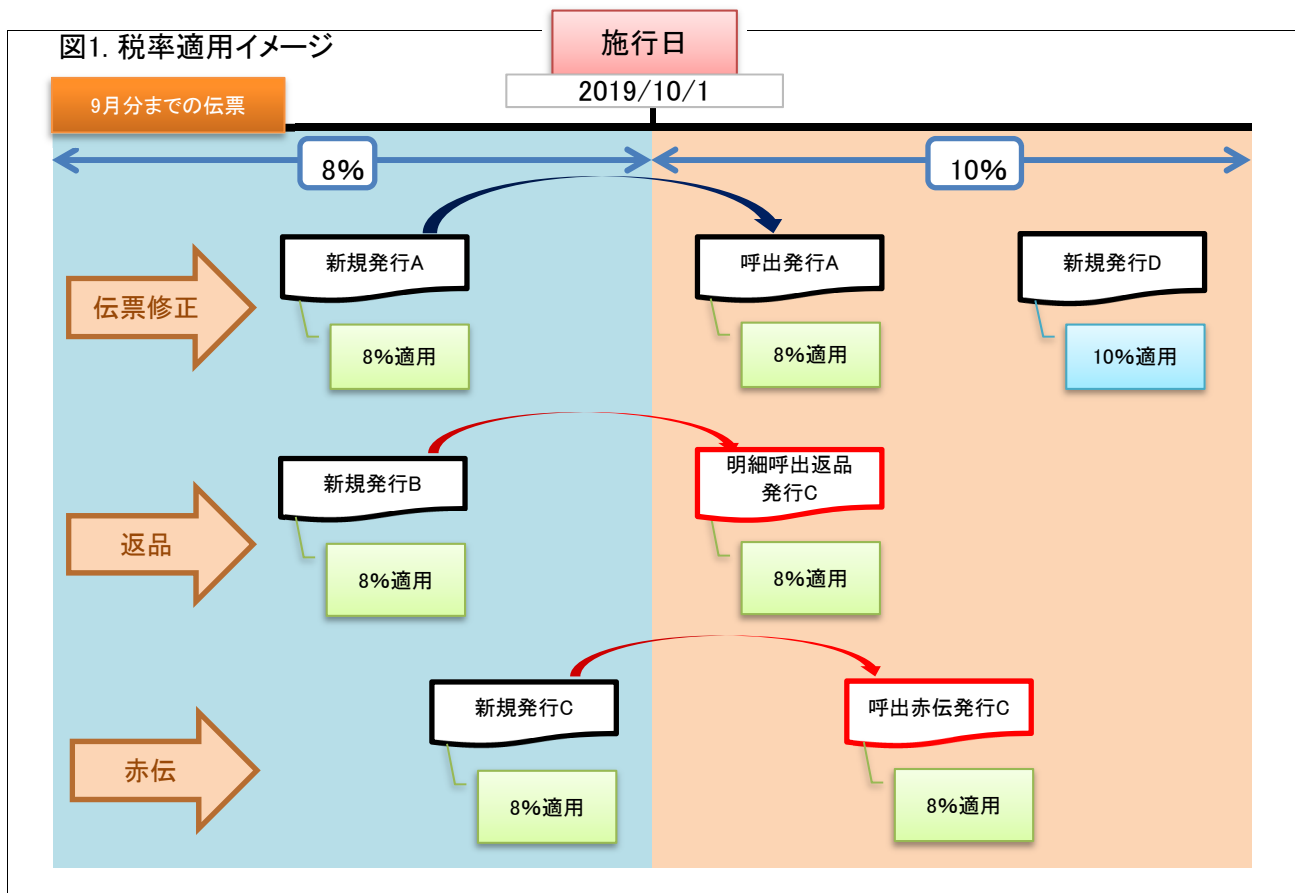 施行日
図1. 税率適用イメージ
2019/10/1
9月分までの伝票
8%
10%
新規発行A
呼出発行A
新規発行D
伝票修正
8%適用
8%適用
10%適用
新規発行B
明細呼出返品
発行C
返品
8%適用
8%適用
新規発行C
呼出赤伝発行C
赤伝
8%適用
8%適用